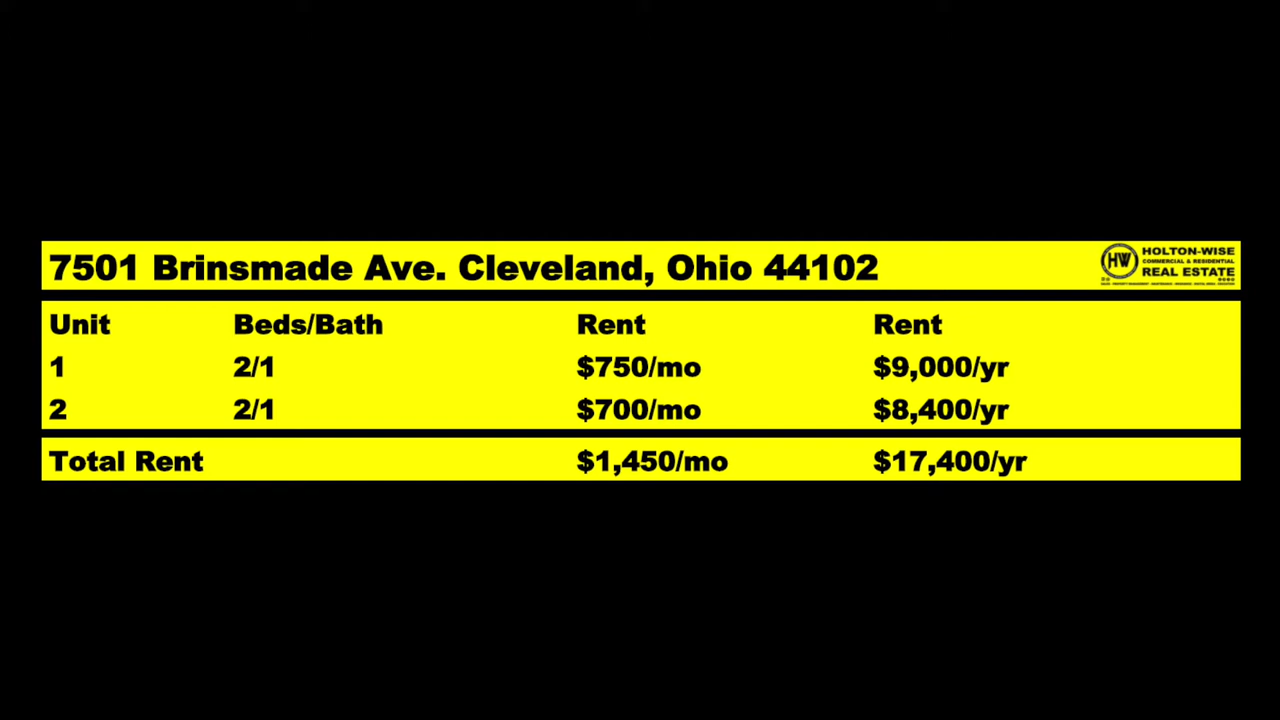 7501 Brinsmade Ave. Cleveland, Ohio 44102
HW
HOLTON-WISE
COMMERCIAL & RESIDENTIAL
REAL ESTATE
Unit Beds/Bath Rent Rent
1 2/1 $750/mo $9,000/yr
2 2/1 $700/mo $8,400/yr
Total Rent $1,450/mo $17,400/yr